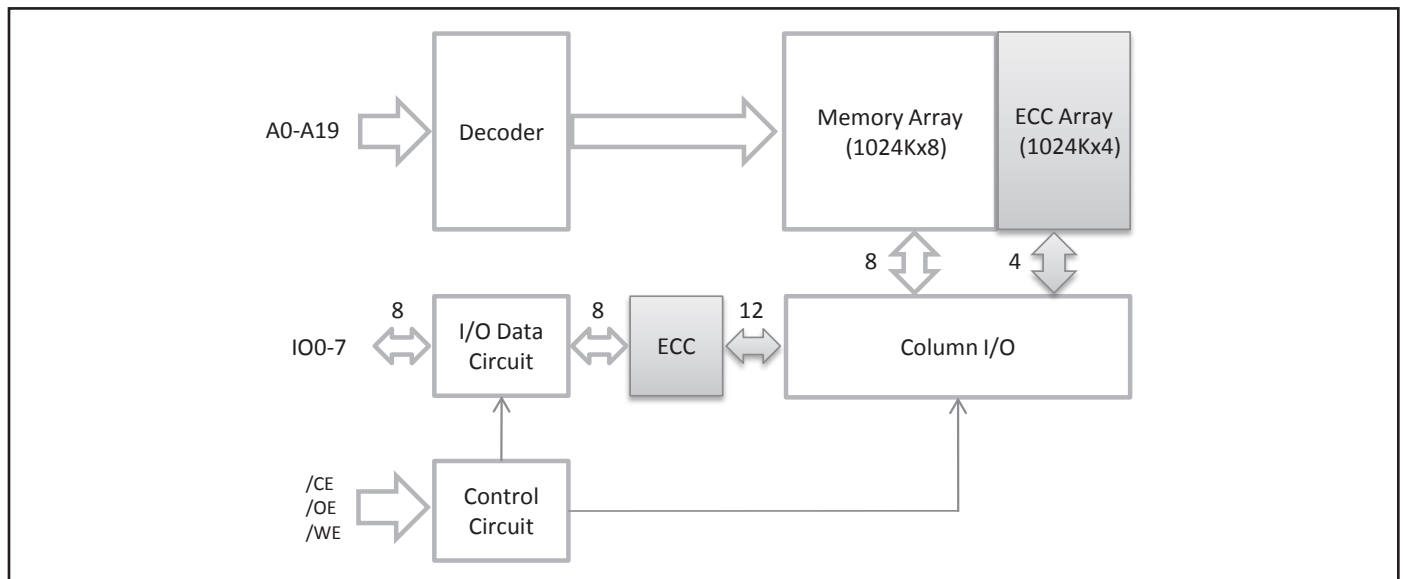 A0-A19
Decoder
Memory Array
(1024Kx8)
ECC Array
(1024Kx4)
8
4
IO0-7
8
I/O Data
Circuit
8
ECC
12
Column I/O
/CE
/OE
/WE
Control
Circuit